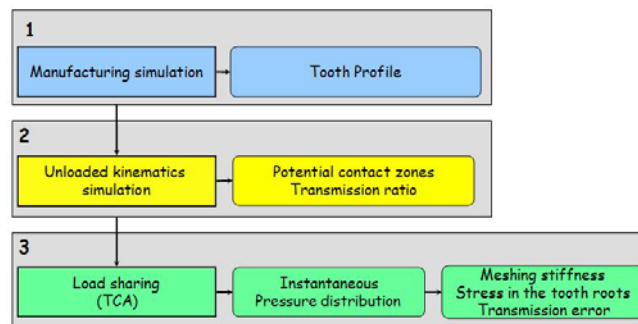 1
Manufacturing simulation
Tooth Profile
2
Unloaded kinematics
simulation
Potential contact zones
Transmission ratio
3
Load sharing
(TCA)
Instantaneous
Pressure distribution
Meshing stiffness
Stress in the tooth roots
Transmission error